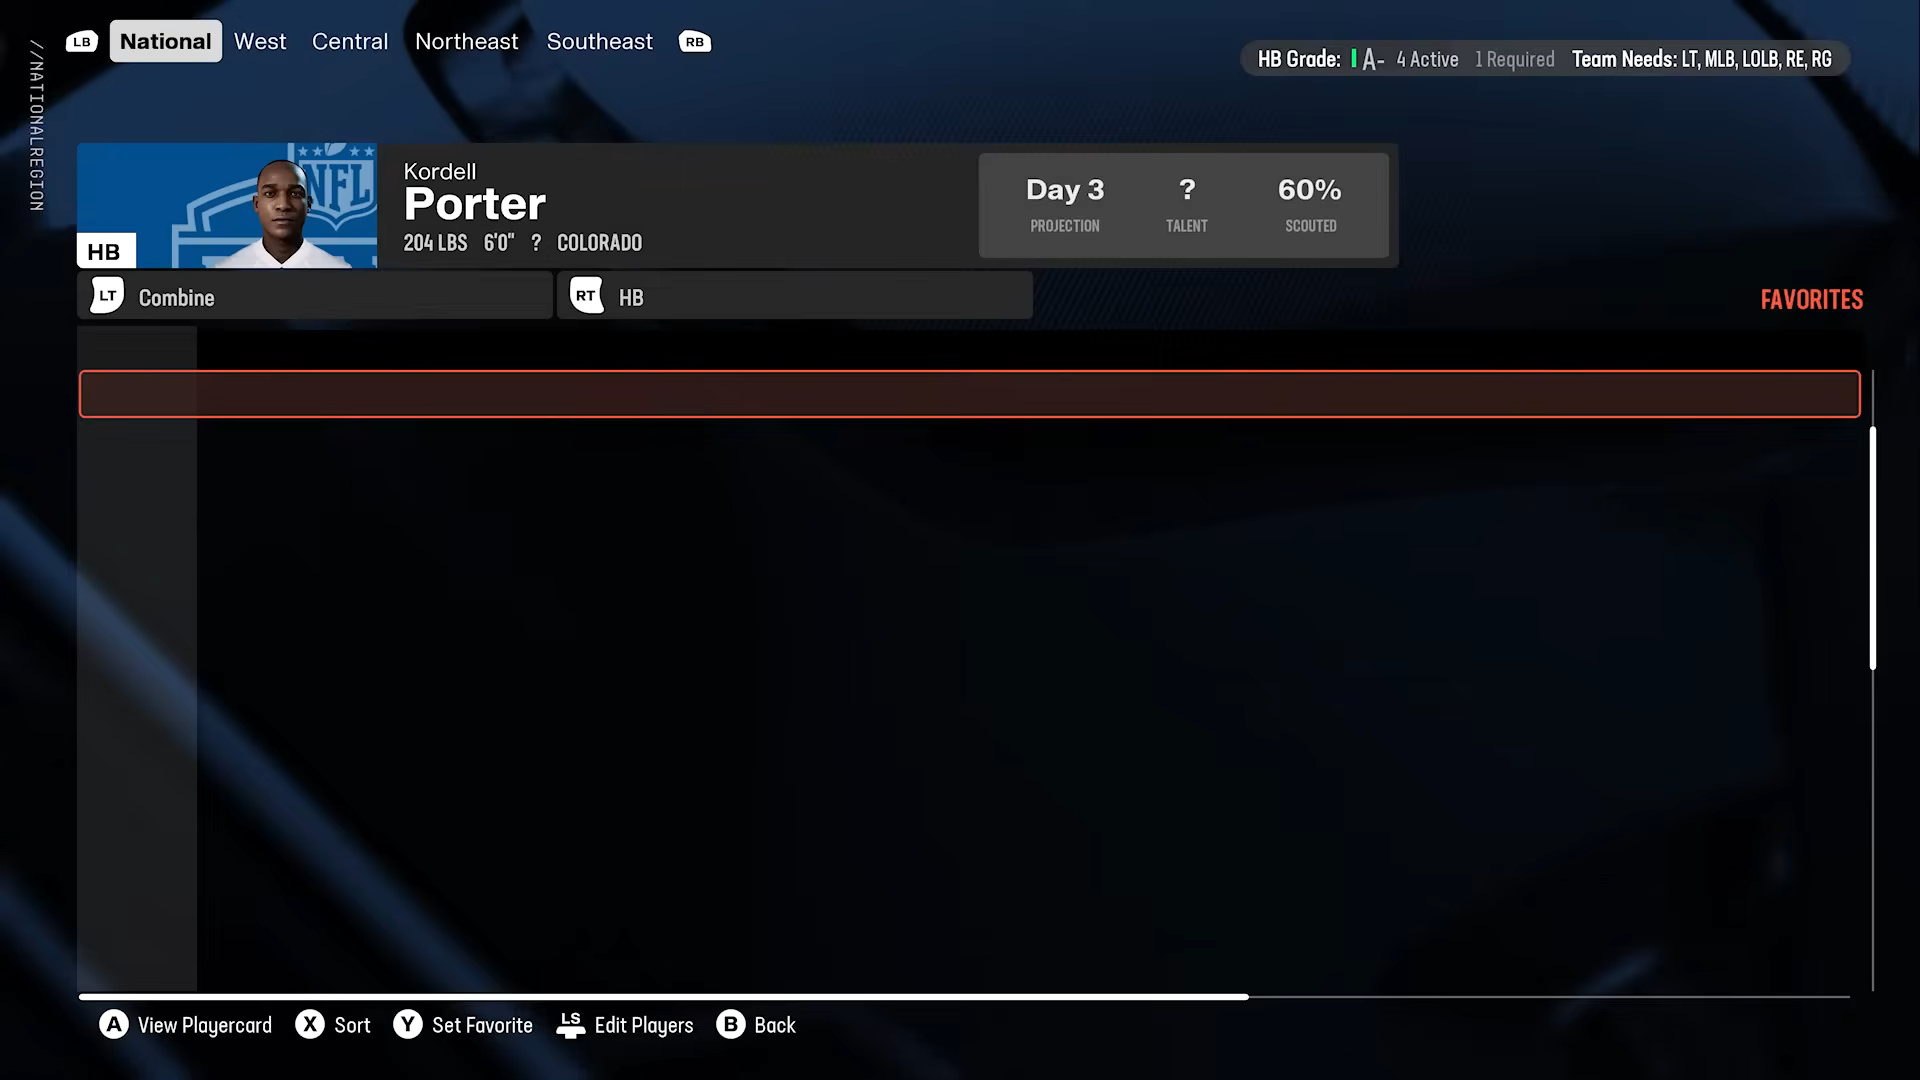 LB National West Central Northeast Southeast RB
HB Grade: A- 4 Active 1 Required Team Needs: LT, MLB, LOLB, RE, RG
//NATIONALREGION
NFL
HB
Kordell
Porter
204 LBS 6'0" ? COLORADO
Day 3 ? 60%
PROJECTION TALENT SCOUTED
LT Combine
RT HB
FAVORITES
A View Playercard X Sort Y Set Favorite LS Edit Players B Back